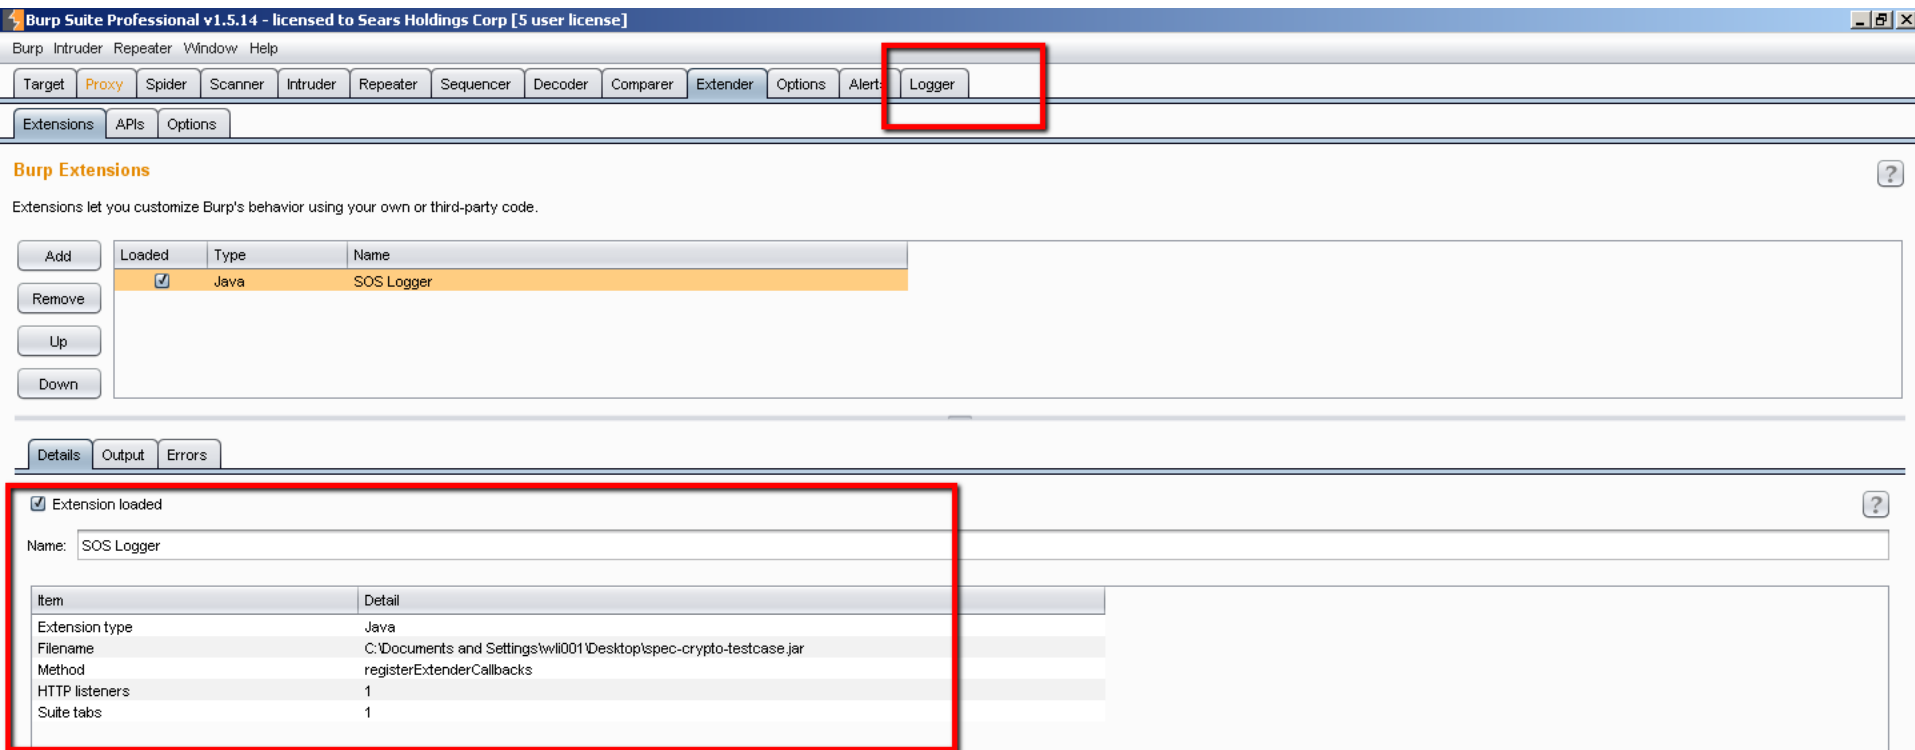 Burp Suite Professional v1.5.14 - licensed to Sears Holdings Corp [5 user license]
Burp Intruder Repeater Window Help
Target Proxy Spider Scanner Intruder Repeater Sequencer Decoder Comparer Extender Options Alerts Logger
Extensions APIs Options
Burp Extensions
?
Extensions let you customize Burp's behavior using your own or third-party code.
Add Loaded Type Name
Java SOS Logger
Remove
Up
Down
Details Output Errors
Extension loaded
?
Name: SOS Logger
Item Detail
Extension type Java
Filename C:\Documents and Settings\wli001\Desktop\spec-crypto-testcase.jar
Method registerExtenderCallbacks
HTTP listeners 1
Suite tabs 1